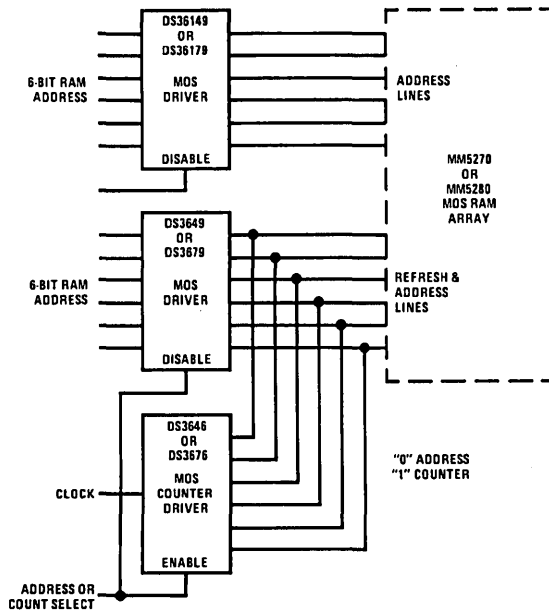 DS36149
OR
DS36179
6-BIT RAM
ADDRESS
MOS
DRIVER
ADDRESS
LINES
DISABLE
MM5270
OR
MM5280
MOS RAM
ARRAY
DS3649
OR
DS3679
6-BIT RAM
ADDRESS
MOS
DRIVER
REFRESH &
ADDRESS
LINES
DISABLE
DS3646
OR
DS3676
MOS
COUNTER
DRIVER
CLOCK
ENABLE
"0" ADDRESS
"1" COUNTER
ADDRESS OR
COUNT SELECT